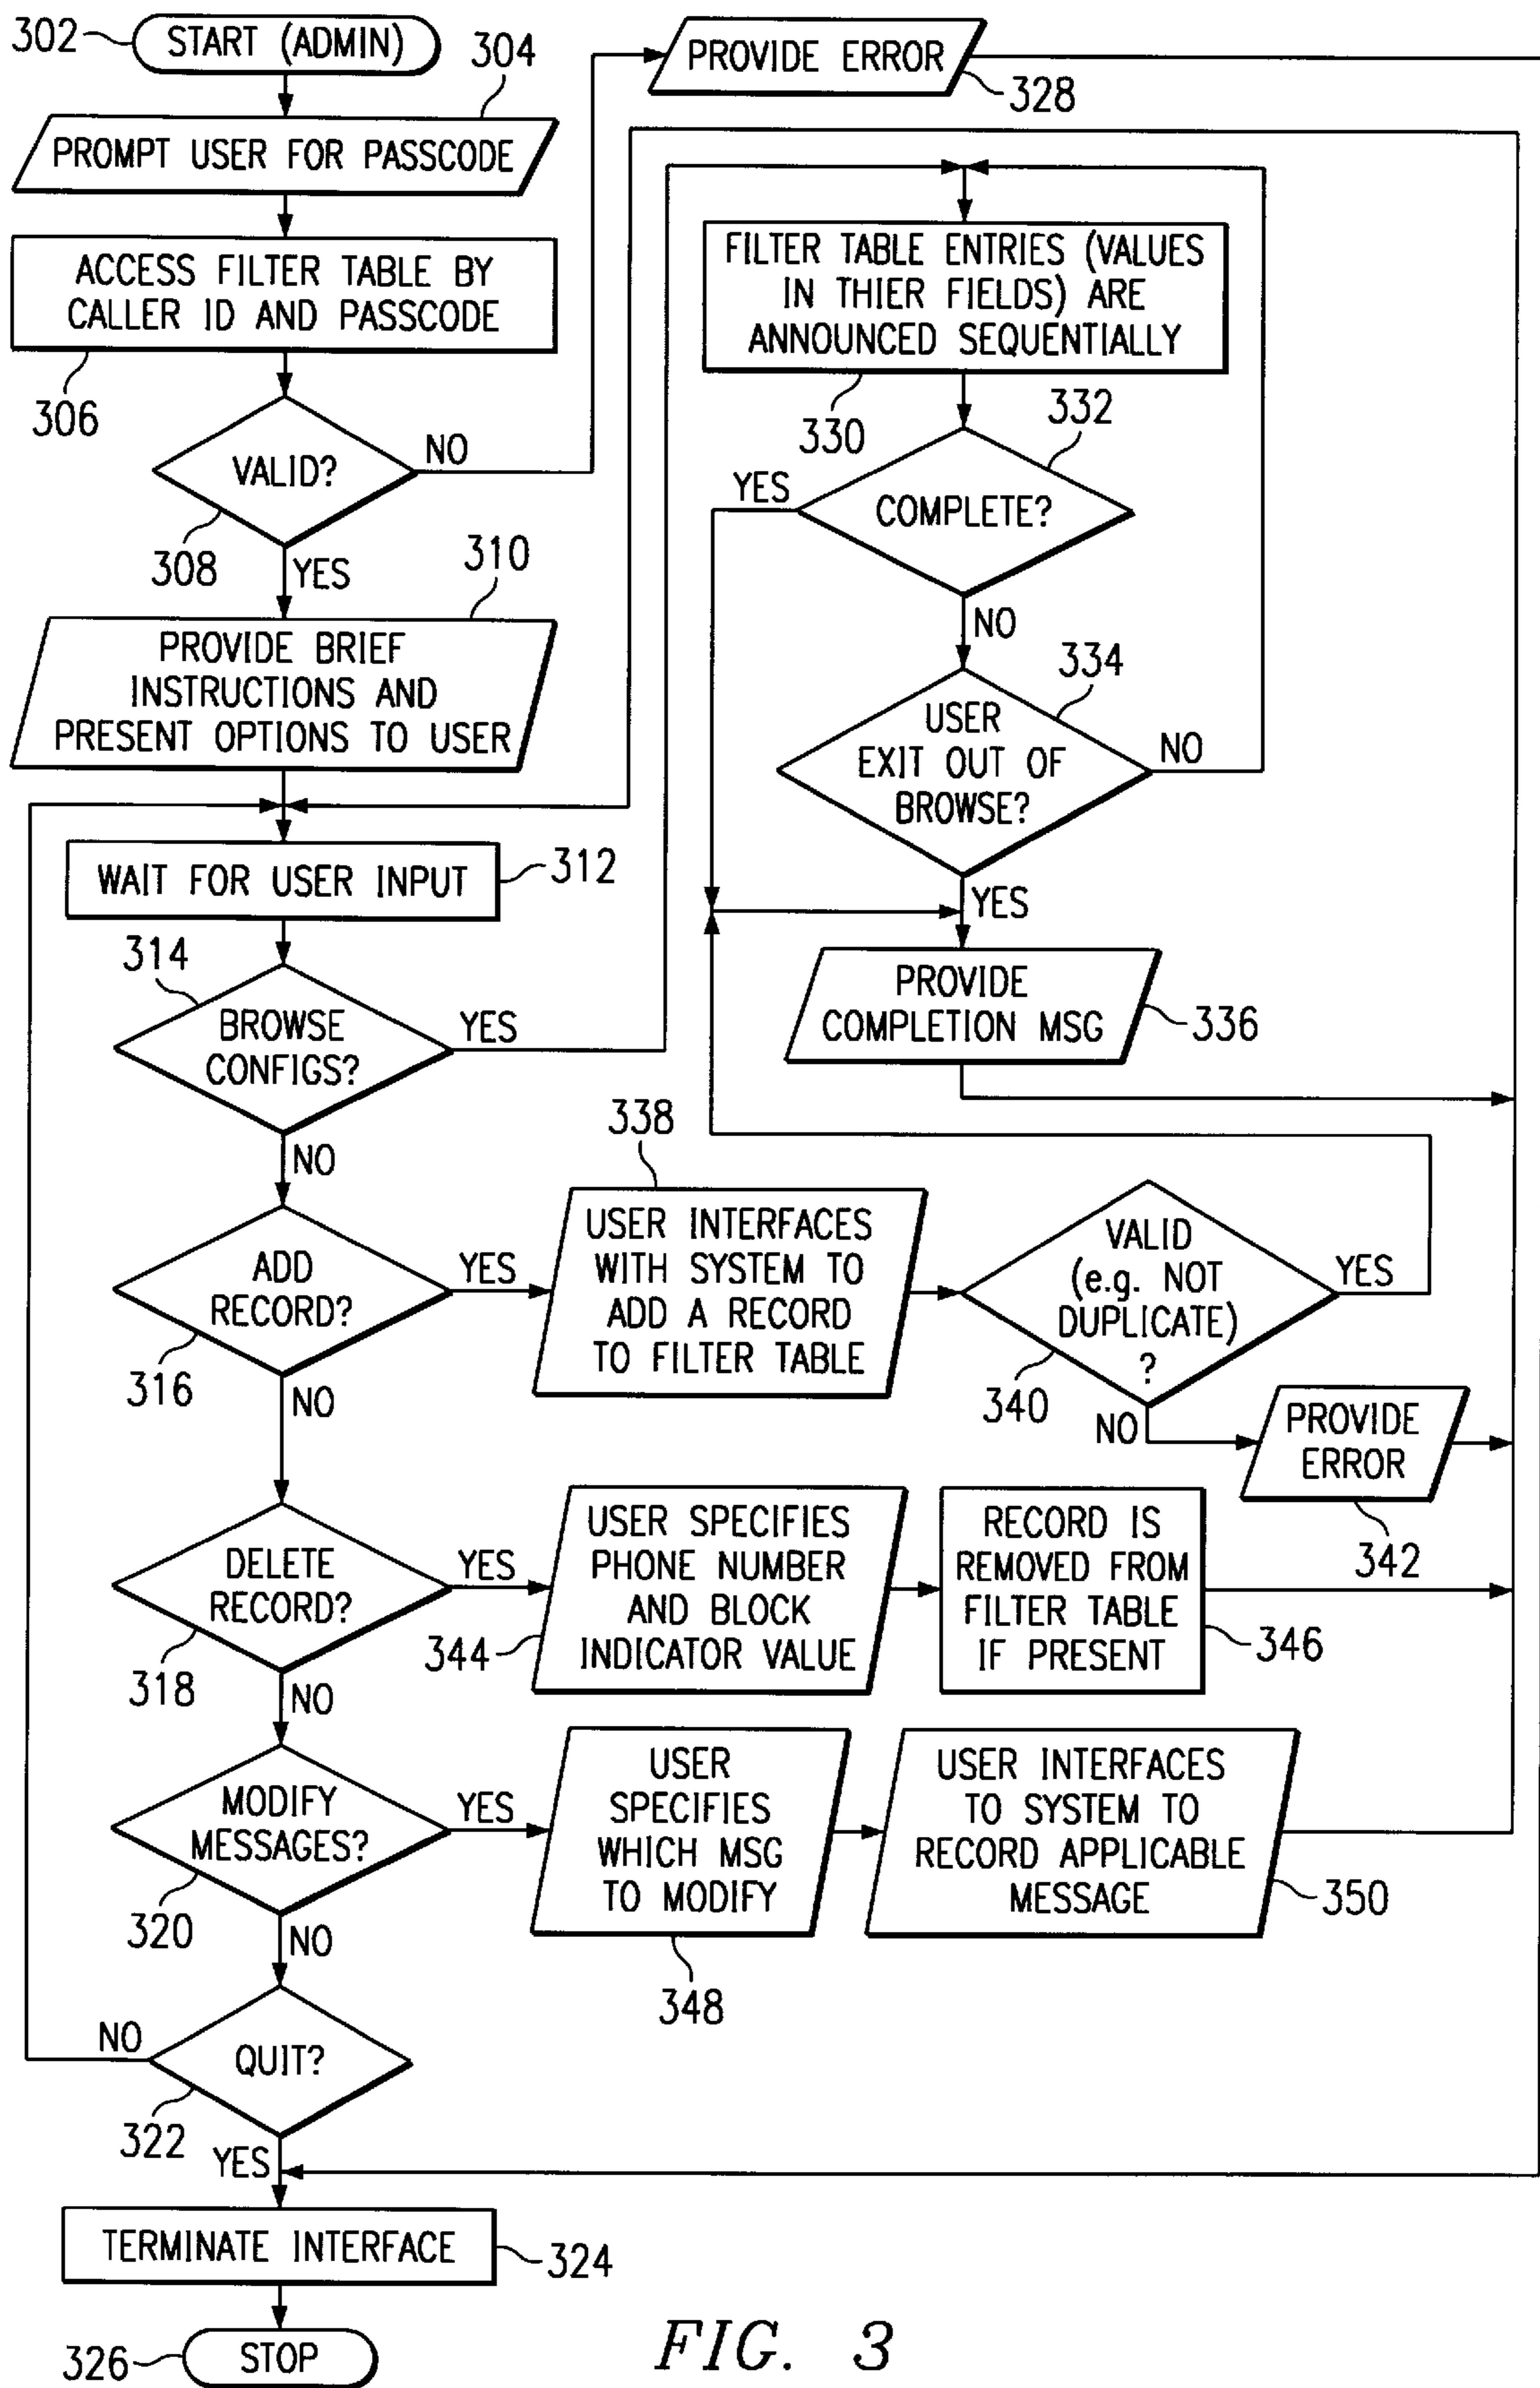 302
START (ADMIN)
304
PROMPT USER FOR PASSCODE
ACCESS FILTER TABLE BY
CALLER ID AND PASSCODE
306
VALID?
NO
308
YES
PROVIDE ERROR
328
310
PROVIDE BRIEF
INSTRUCTIONS AND
PRESENT OPTIONS TO USER
WAIT FOR USER INPUT
312
314
BROWSE
CONFIGS?
YES
NO
FILTER TABLE ENTRIES (VALUES
IN THIER FIELDS) ARE
ANNOUNCED SEQUENTIALLY
330
332
COMPLETE?
YES
NO
334
USER
EXIT OUT OF
BROWSE?
NO
YES
PROVIDE
COMPLETION MSG
336
ADD
RECORD?
316
YES
NO
338
USER INTERFACES
WITH SYSTEM TO
ADD A RECORD
TO FILTER TABLE
VALID
(e.g. NOT
DUPLICATE)
?
340
YES
NO
PROVIDE
ERROR
342
DELETE
RECORD?
318
YES
NO
344
USER SPECIFIES
PHONE NUMBER
AND BLOCK
INDICATOR VALUE
RECORD IS
REMOVED FROM
FILTER TABLE
IF PRESENT
346
MODIFY
MESSAGES?
320
YES
NO
USER
SPECIFIES
WHICH MSG
TO MODIFY
348
USER INTERFACES
TO SYSTEM TO
RECORD APPLICABLE
MESSAGE
350
QUIT?
NO
322
YES
TERMINATE INTERFACE
324
326
STOP
FIG. 3